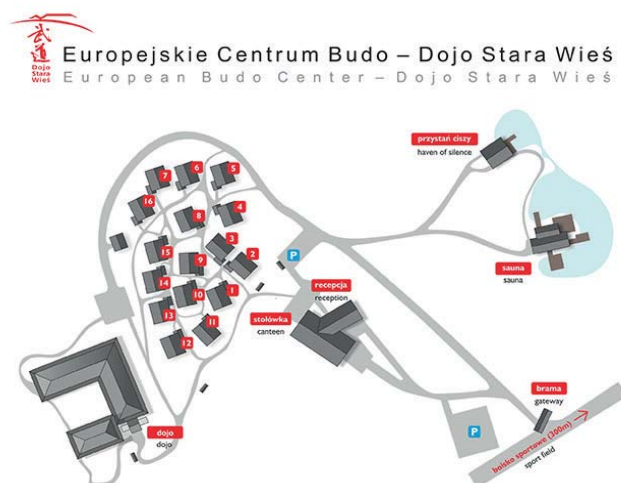 武道
Dojo
Stara
Wieś
Europejskie Centrum Budo – Dojo Stara Wieś
European Budo Center – Dojo Stara Wieś
przystań ciszy
haven of silence
7
6
5
16
8
4
3
15
9
2
P
14
10
1
13
11
12
sauna
sauna
recepcja
reception
stołówka
canteen
brama
gateway
dojo
dojo
P
boisko sportowe (300m)
sport field